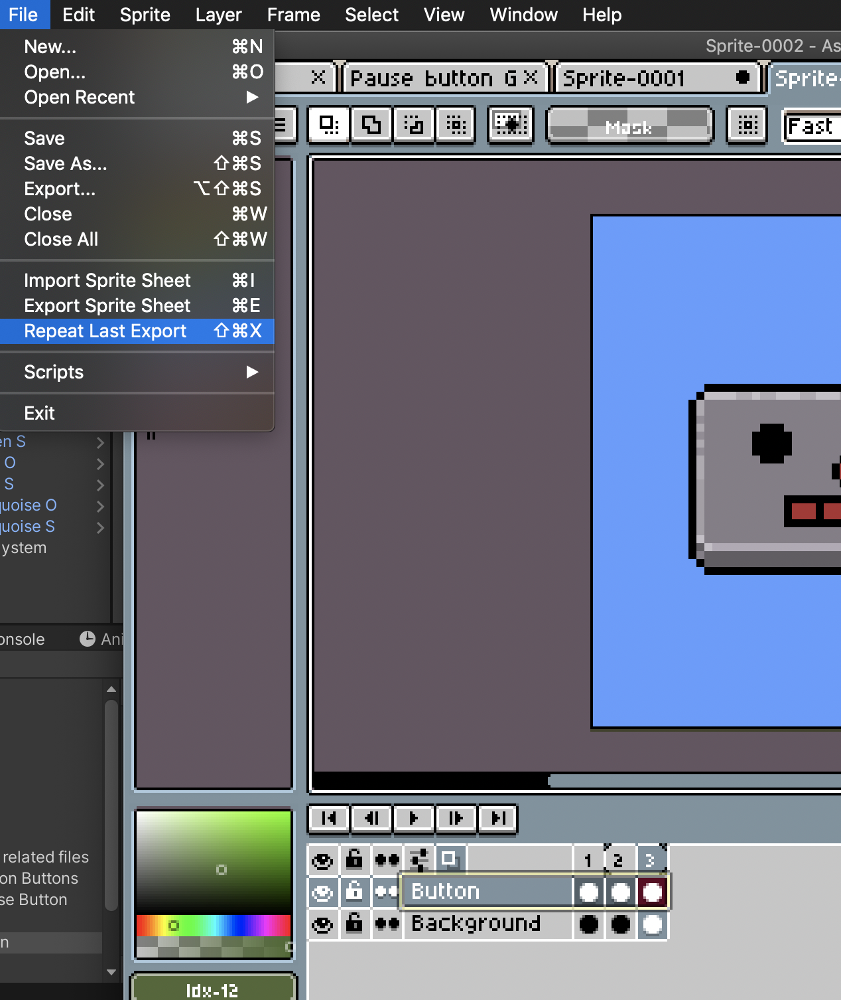 File Edit Sprite Layer Frame Select View Window Help
New... ⌘N
Open... ⌘O
Open Recent ▶
Save ⌘S
Save As... ⇧⌘S
Export... ⌥⇧⌘S
Close ⌘W
Close All ⇧⌘W
Import Sprite Sheet ⌘I
Export Sprite Sheet ⌘E
Repeat Last Export ⇧⌘X
Scripts ▶
Exit
Sprite-0002 - As
Pause button G
Sprite-0001
Sprite-
Mask
Fast
en S
O
S
quoise O
quoise S
ystem
onsole Ani
related files
on Buttons
se Button
n
1 2 3
Button
Background
Idx-12